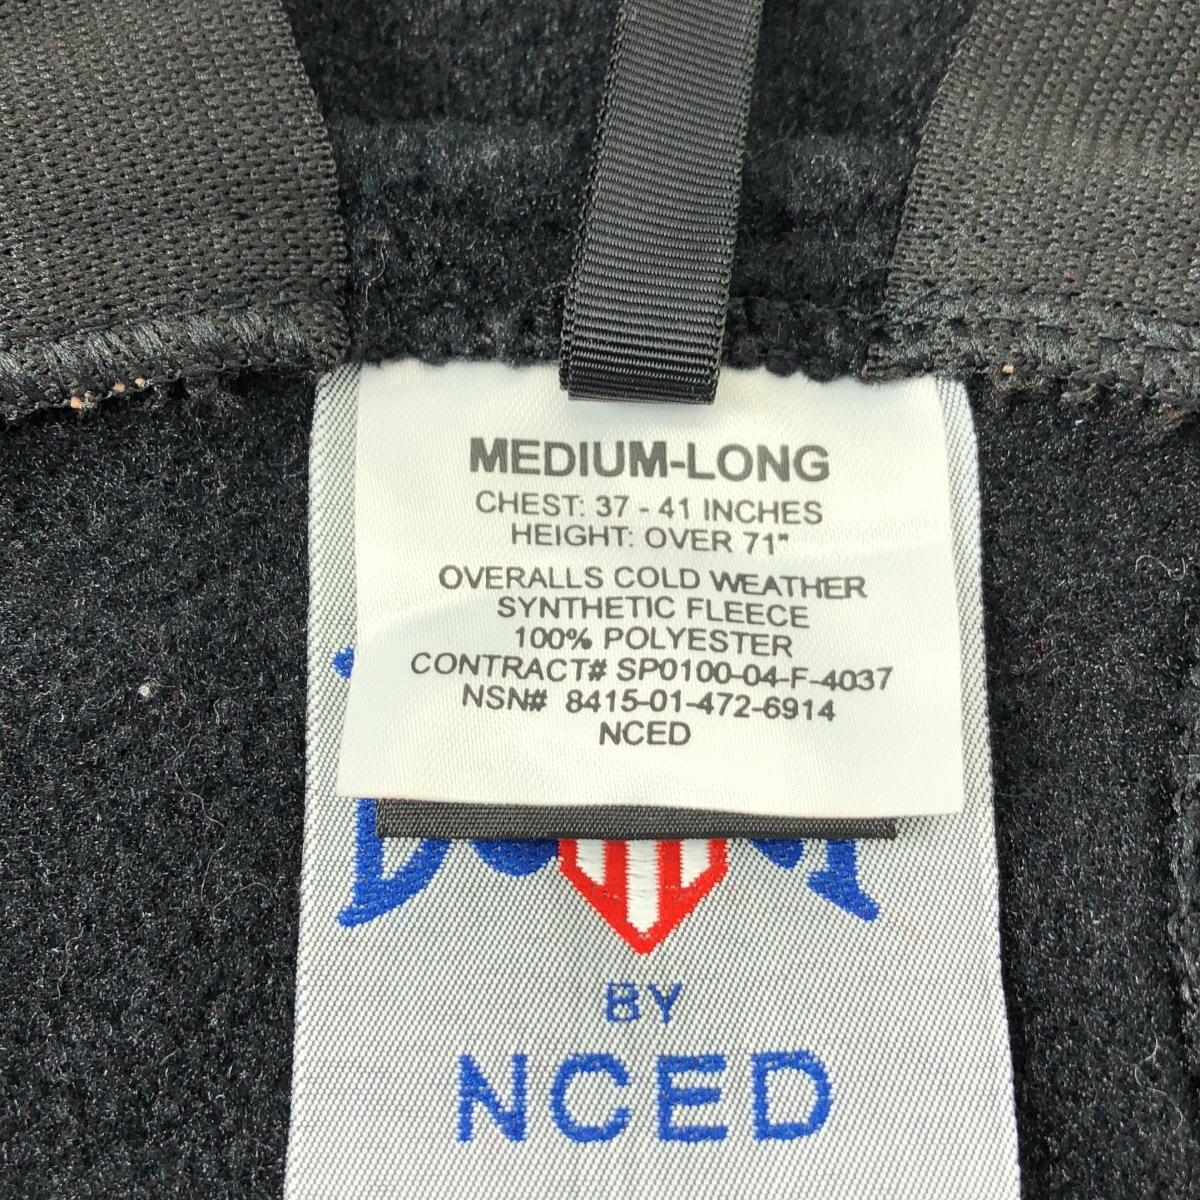 MEDIUM-LONG
CHEST: 37 - 41 INCHES
HEIGHT: OVER 71"
OVERALLS COLD WEATHER
SYNTHETIC FLEECE
100% POLYESTER
CONTRACT# SP0100-04-F-4037
NSN# 8415-01-472-6914
NCED
BY
NCED